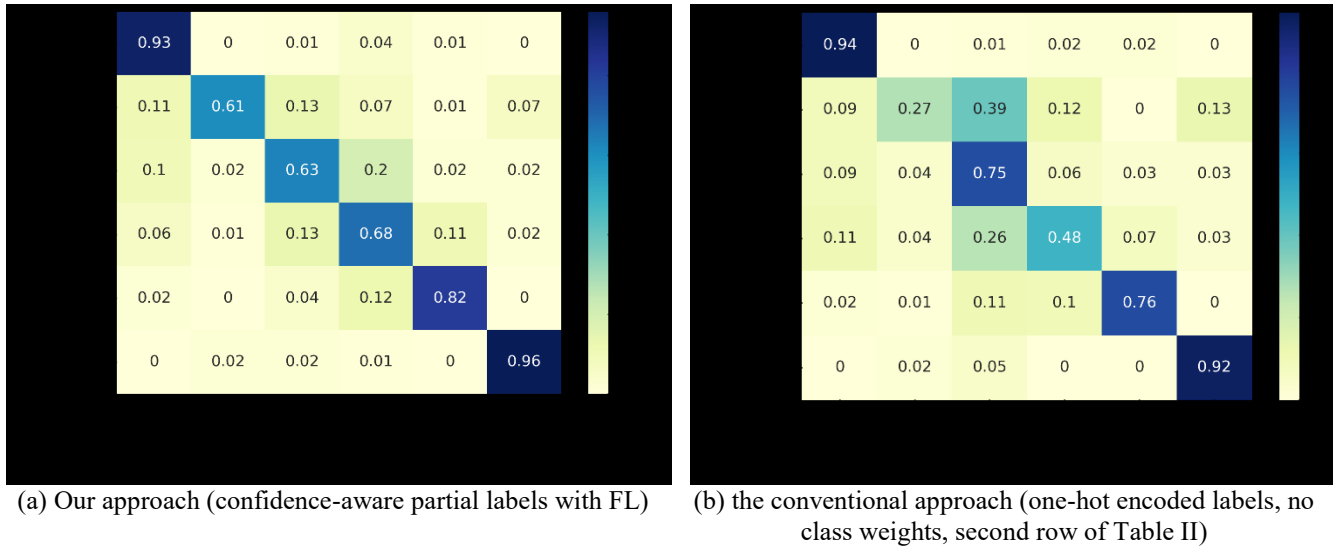 0.93 0 0.01 0.04 0.01 0
0.11 0.61 0.13 0.07 0.01 0.07
0.1 0.02 0.63 0.2 0.02 0.02
0.06 0.01 0.13 0.68 0.11 0.02
0.02 0 0.04 0.12 0.82 0
0 0.02 0.02 0.01 0 0.96
(a) Our approach (confidence-aware partial labels with FL)
0.94 0 0.01 0.02 0.02 0
0.09 0.27 0.39 0.12 0 0.13
0.09 0.04 0.75 0.06 0.03 0.03
0.11 0.04 0.26 0.48 0.07 0.03
0.02 0.01 0.11 0.1 0.76 0
0 0.02 0.05 0 0 0.92
(b) the conventional approach (one-hot encoded labels, no
class weights, second row of Table II)